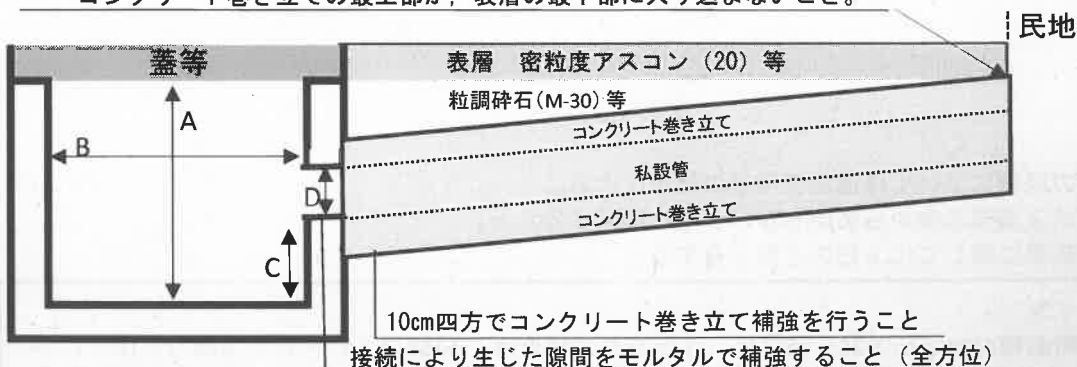 コンクリート巻き立ての最上部が，表層の最下部に入り込まないこと。
民地
蓋等
表層　密粒度アスコン（20）等
粒調砕石（M-30）等
A
コンクリート巻き立て
B
私設管
D
コンクリート巻き立て
C
10cm四方でコンクリート巻き立て補強を行うこと
接続により生じた隙間をモルタルで補強すること（全方位）